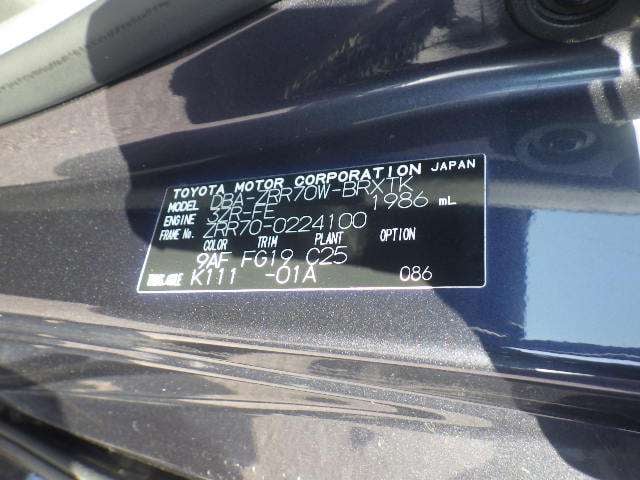 TOYOTA MOTOR CORPORATION JAPAN
MODEL DBA-ZRR70W-BRXTK
ENGINE 3ZR-FE 1986 mL
FRAME No. ZRR70-0224100
COLOR TRIM PLANT OPTION
9AF FG19 C25
K111 -01A 086